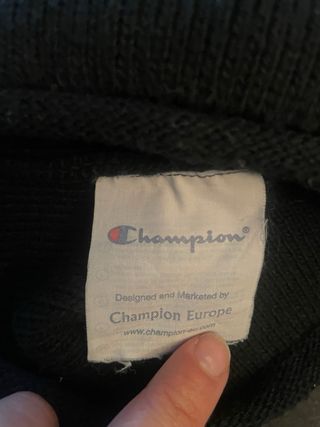 Champion®
Designed and Marketed by
Champion Europe
www.champion-eu.com